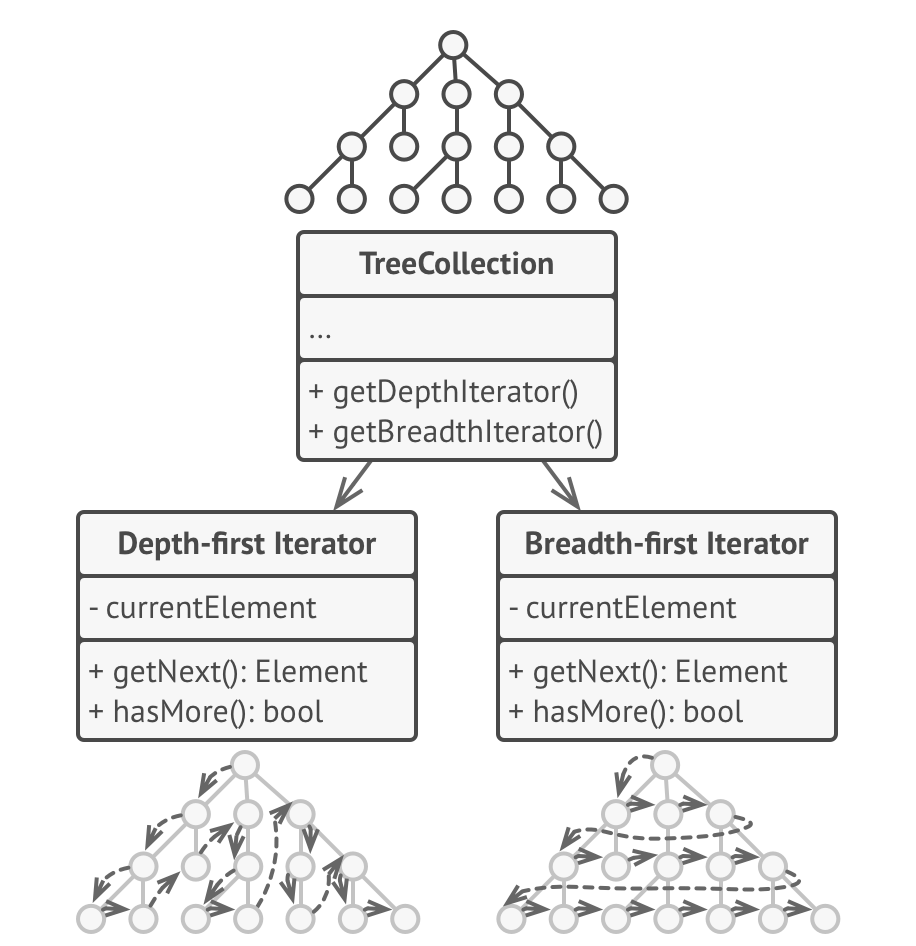 TreeCollection
...
+ getDepthIterator()
+ getBreadthIterator()
Depth-first Iterator
- currentElement
+ getNext(): Element
+ hasMore(): bool
Breadth-first Iterator
- currentElement
+ getNext(): Element
+ hasMore(): bool